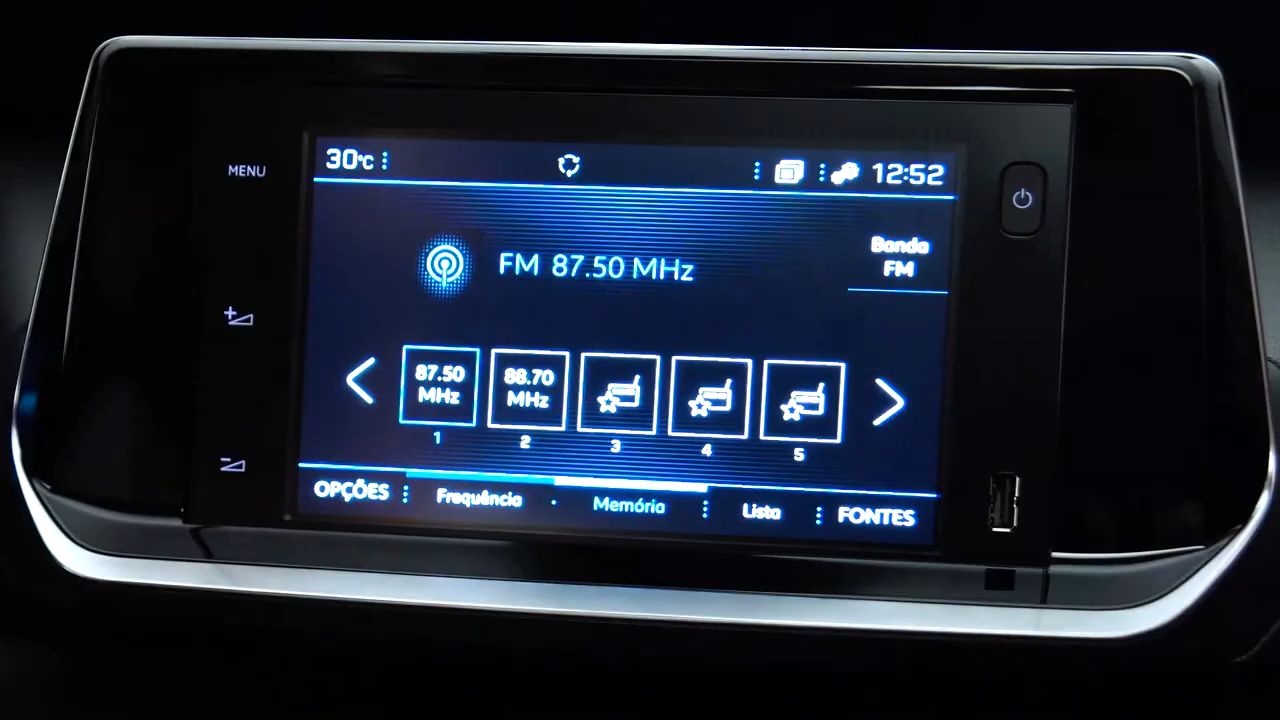 MENU
30°C
12:52
FM 87.50 MHz
Banda
FM
87.50
MHz
88.70
MHz
1
2
3
4
5
OPÇÕES
Frequência
Memória
Lista
FONTES